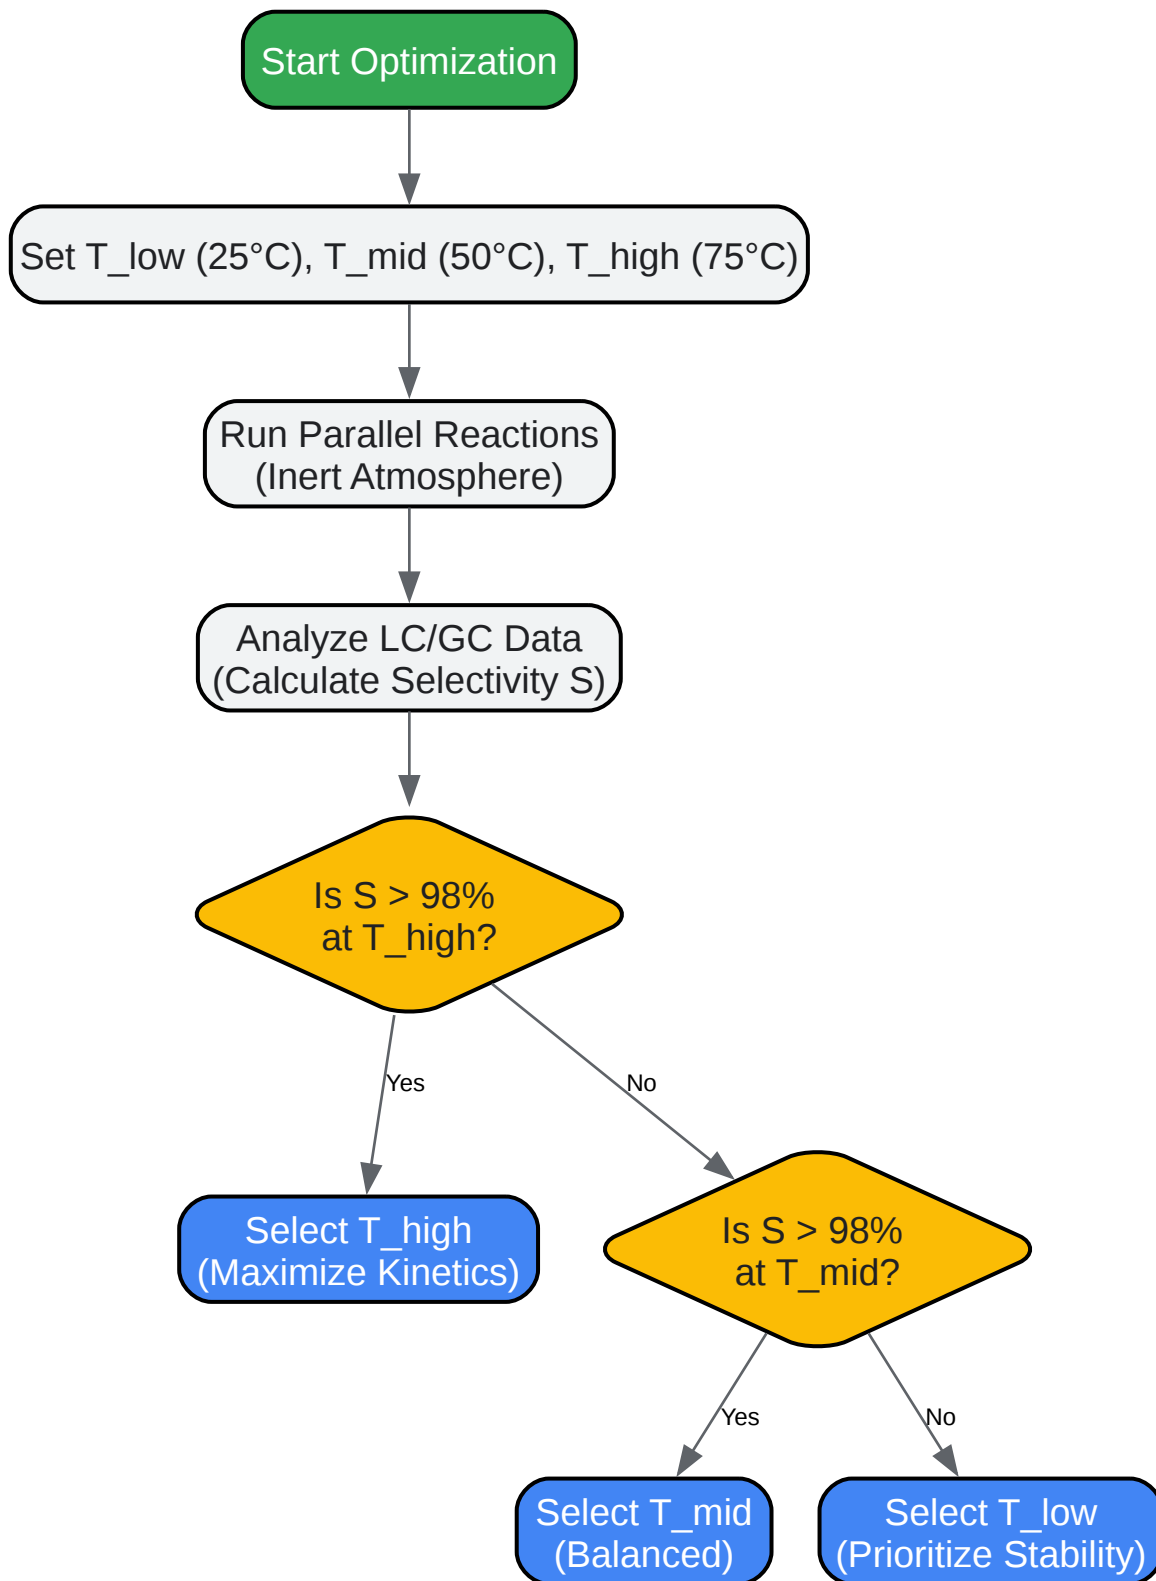 Start Optimization
Set T_low (25°C), T_mid (50°C), T_high (75°C)
Run Parallel Reactions
(Inert Atmosphere)
Analyze LC/GC Data
(Calculate Selectivity S)
Is S > 98%
at T_high?
Yes
No
Select T_high
(Maximize Kinetics)
Is S > 98%
at T_mid?
Yes
No
Select T_mid
(Balanced)
Select T_low
(Prioritize Stability)